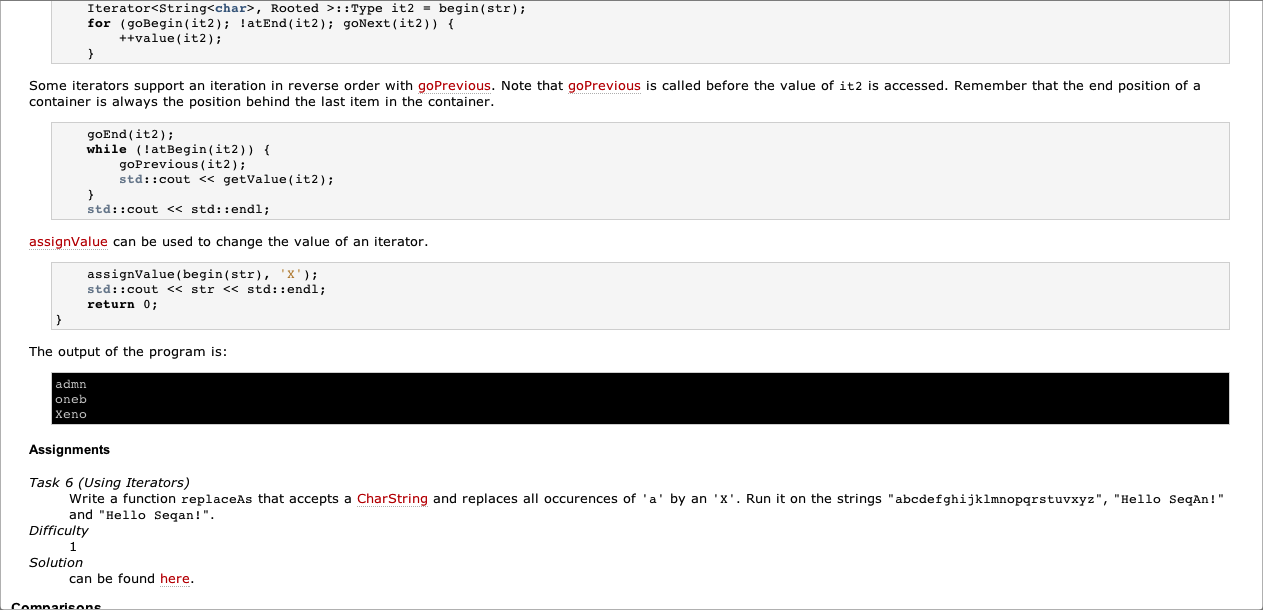 Iterator<String<char>, Rooted >::Type it2 = begin(str);
for (goBegin(it2); !atEnd(it2); goNext(it2)) {
++value(it2);
}
Some iterators support an iteration in reverse order with goPrevious. Note that goPrevious is called before the value of it2 is accessed. Remember that the end position of a
container is always the position behind the last item in the container.
goEnd(it2);
while (!atBegin(it2)) {
goPrevious(it2);
std::cout << getValue(it2);
}
std::cout << std::endl;
assignValue can be used to change the value of an iterator.
assignValue(begin(str), 'X');
std::cout << str << std::endl;
return 0;
}
The output of the program is:
admn
oneb
Xeno
Assignments
Task 6 (Using Iterators)
Write a function replaceAs that accepts a CharString and replaces all occurences of 'a' by an 'X'. Run it on the strings "abcdefghijklmnopqrstuvxyz", "Hello SeqAn!"
and "Hello Seqan!".
Difficulty
1
Solution
can be found here.
Comparisons